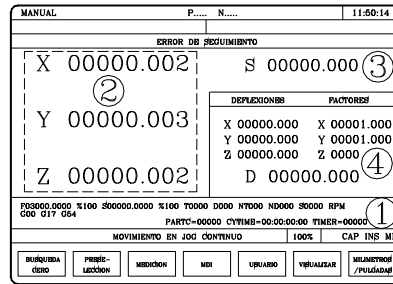 MANUAL P..... N..... 11:50:14
ERROR DE SEGUIMIENTO
X 00000.002 S 00000.000 3
2
DEFLEXIONES FACTORES
Y 00000.003 X 00000.000 X 00001.000
Y 00000.000 Y 00001.000
Z 00000.000 Z 0000 4
Z 00000.002 D 00000.000
F03000.0000 %100 S00000.0000 %100 T0000 D000 NT000 ND000 S0000 RPM 1
G00 G17 G54
PARTC=00000 CYTIME=00:00:00:00 TIMER=00000
MOVIMIENTO EN JOG CONTINUO 100% CAP INS
BUSQUEDA CERO PRESE-LECCION MEDICION MDI USUARIO VISUALIZAR MILIMETROS /PULGADAS